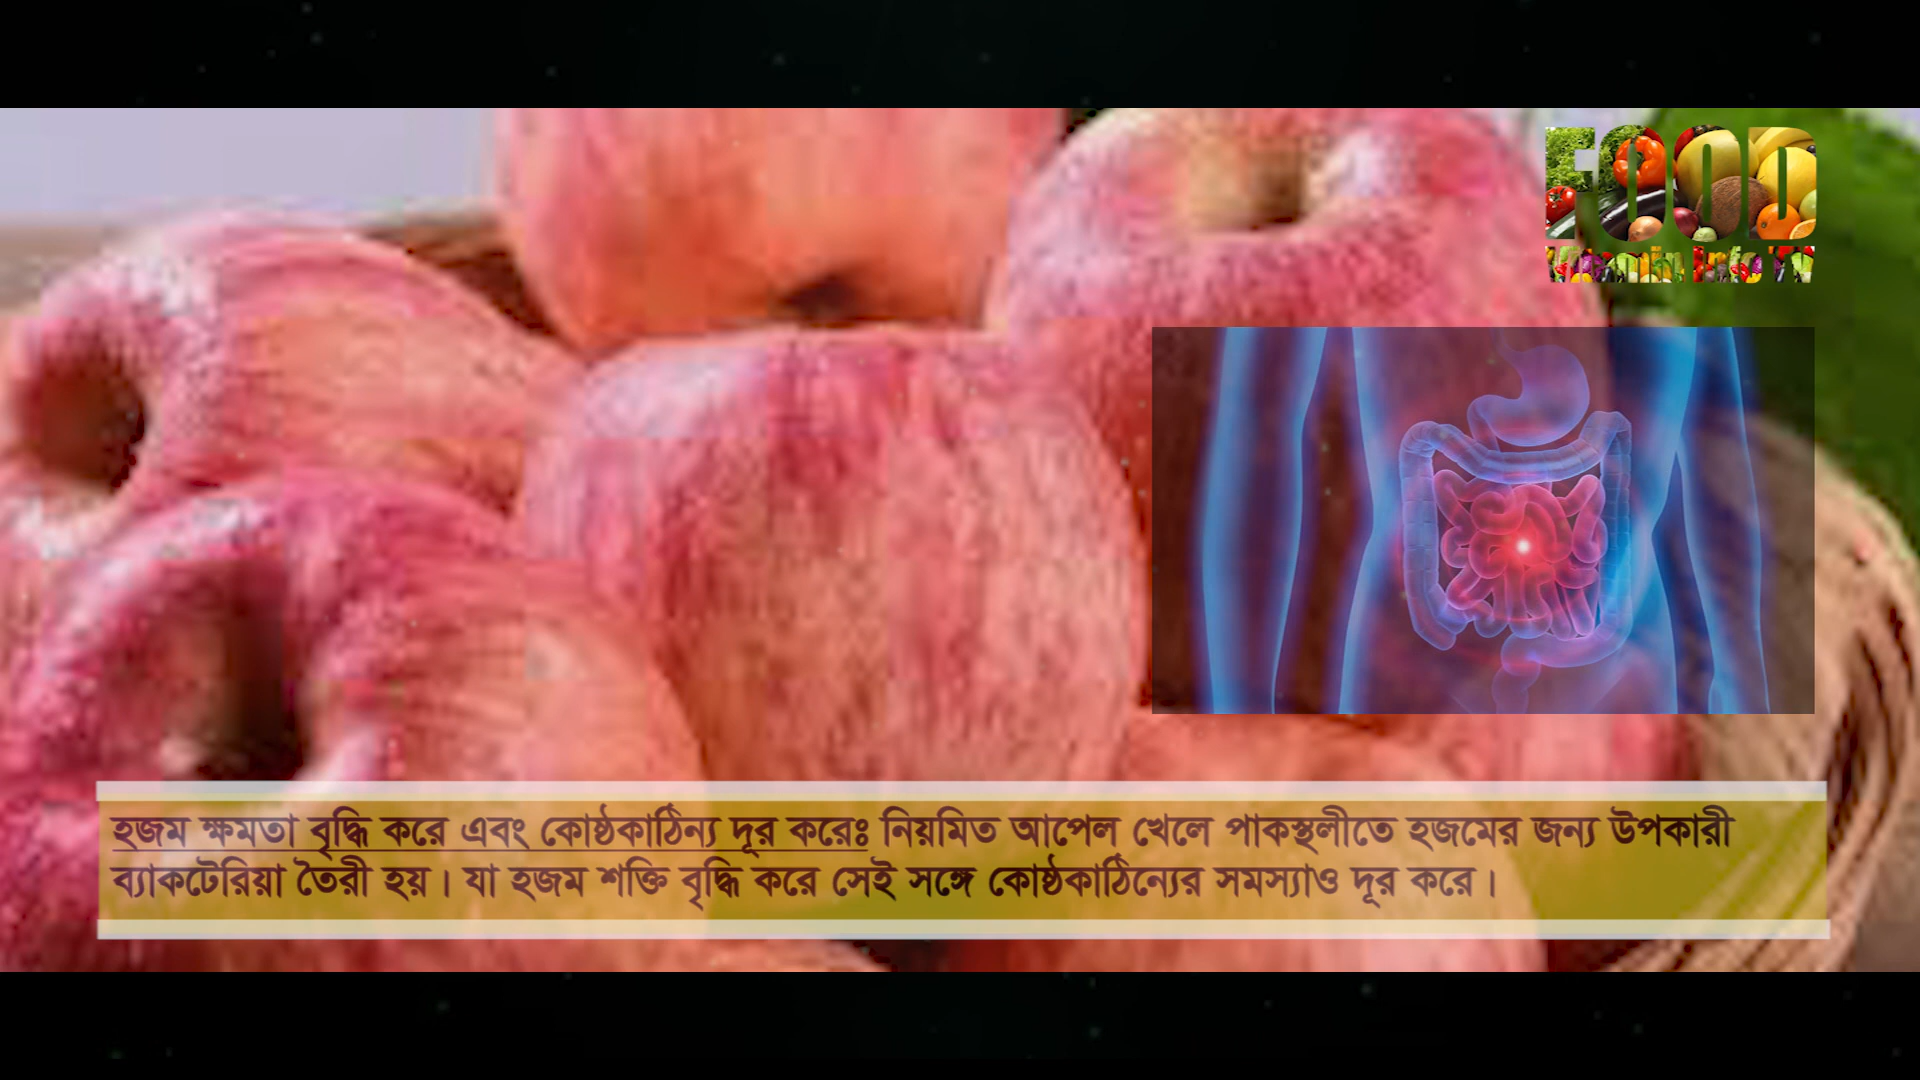 FOOD
হজম ক্ষমতা বৃদ্ধি করে এবং কোষ্ঠকাঠিন্য দূর করেঃ নিয়মিত আপেল খেলে পাকস্থলীতে হজমের জন্য উপকারী
ব্যাকটেরিয়া তৈরী হয়। যা হজম শক্তি বৃদ্ধি করে সেই সঙ্গে কোষ্ঠকাঠিন্যের সমস্যাও দূর করে।